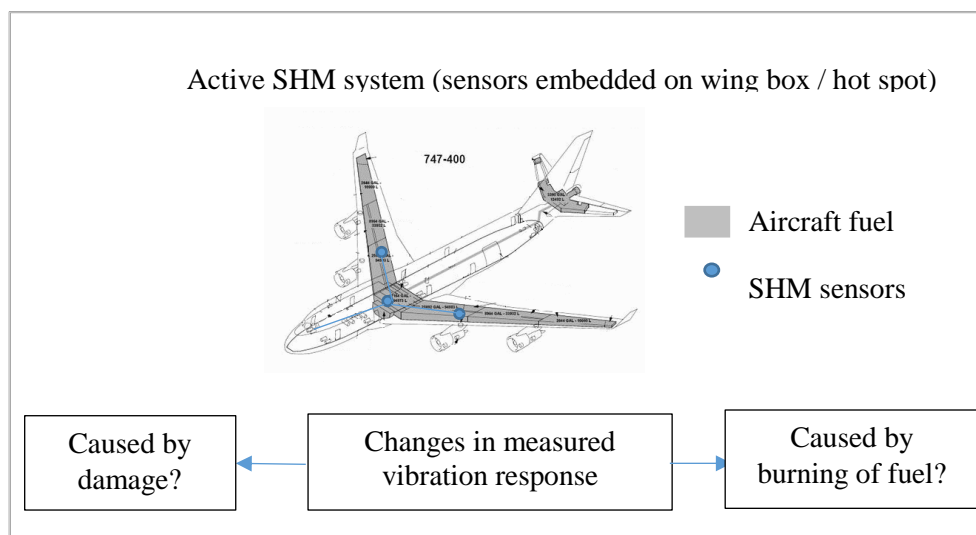 Active SHM system (sensors embedded on wing box / hot spot)
747-400
Aircraft fuel
SHM sensors
Caused by
damage?
Changes in measured
vibration response
Caused by
burning of fuel?